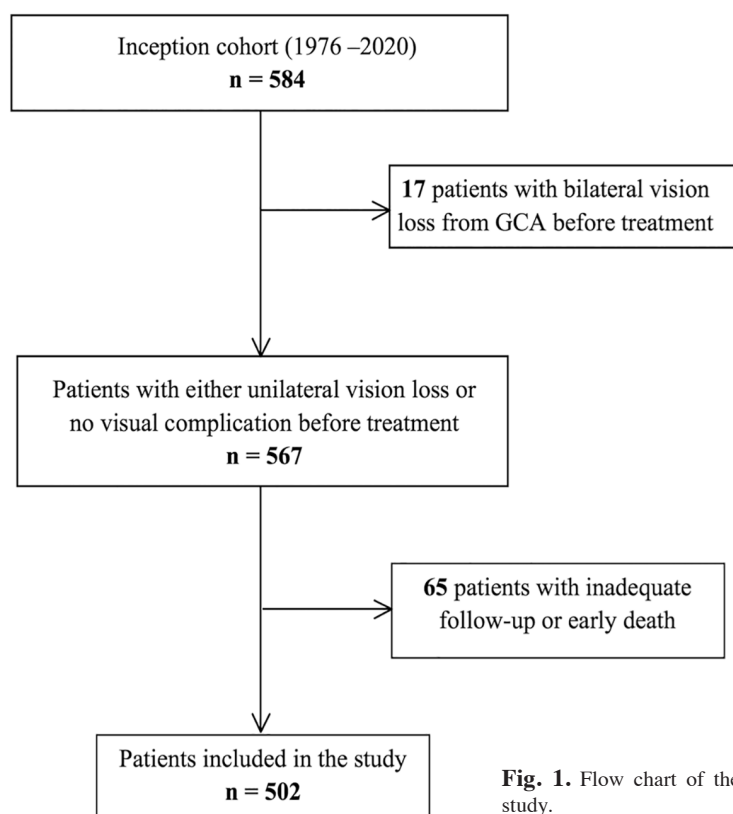 Inception cohort (1976 –2020)
n = 584
17 patients with bilateral vision
loss from GCA before treatment
Patients with either unilateral vision loss or
no visual complication before treatment
n = 567
65 patients with inadequate
follow-up or early death
Patients included in the study
n = 502
Fig. 1. Flow chart of the
study.